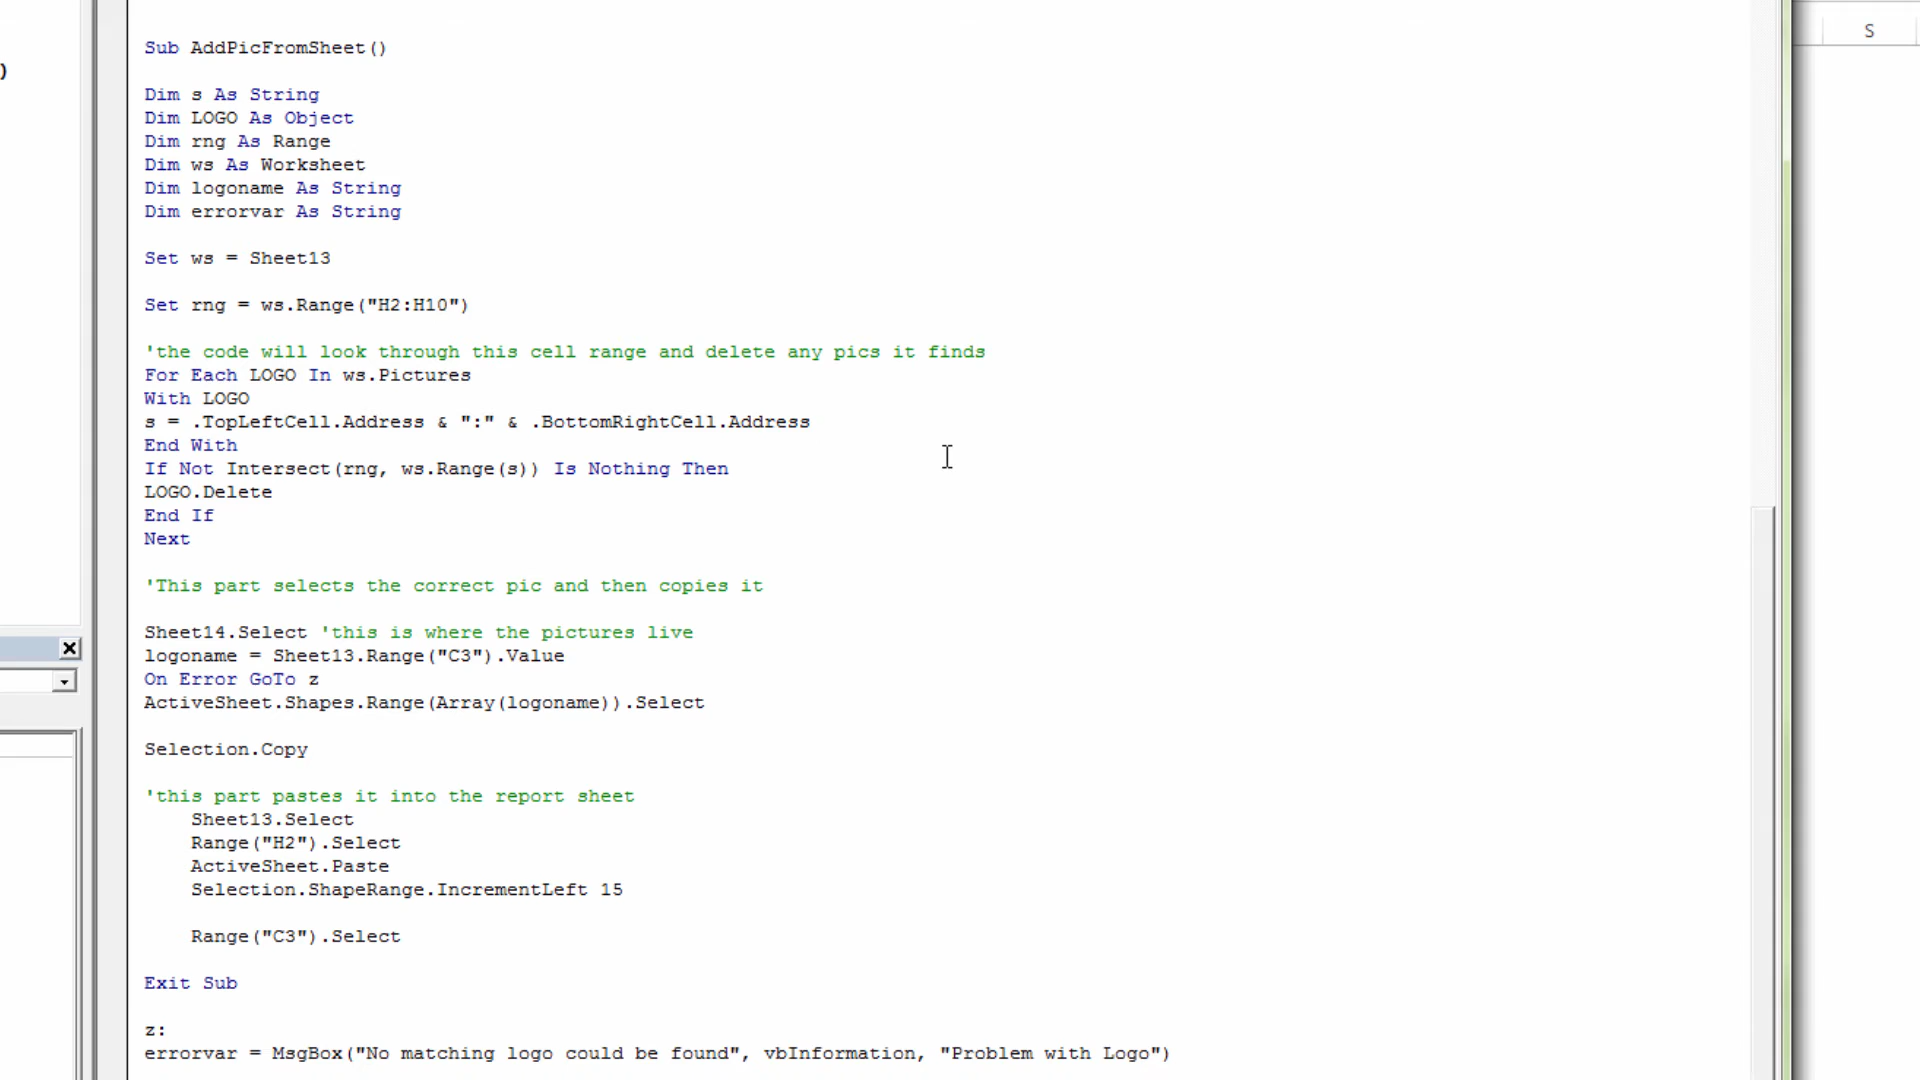 S
)
Sub AddPicFromSheet()
Dim s As String
Dim LOGO As Object
Dim rng As Range
Dim ws As Worksheet
Dim logoname As String
Dim errorvar As String
Set ws = Sheet13
Set rng = ws.Range("H2:H10")
'the code will look through this cell range and delete any pics it finds
For Each LOGO In ws.Pictures
With LOGO
s = .TopLeftCell.Address & ":" & .BottomRightCell.Address
End With
If Not Intersect(rng, ws.Range(s)) Is Nothing Then
LOGO.Delete
End If
Next
'This part selects the correct pic and then copies it
Sheet14.Select 'this is where the pictures live
logoname = Sheet13.Range("C3").Value
On Error GoTo z
ActiveSheet.Shapes.Range(Array(logoname)).Select
Selection.Copy
'this part pastes it into the report sheet
Sheet13.Select
Range("H2").Select
ActiveSheet.Paste
Selection.ShapeRange.IncrementLeft 15
Range("C3").Select
Exit Sub
z:
errorvar = MsgBox("No matching logo could be found", vbInformation, "Problem with Logo")